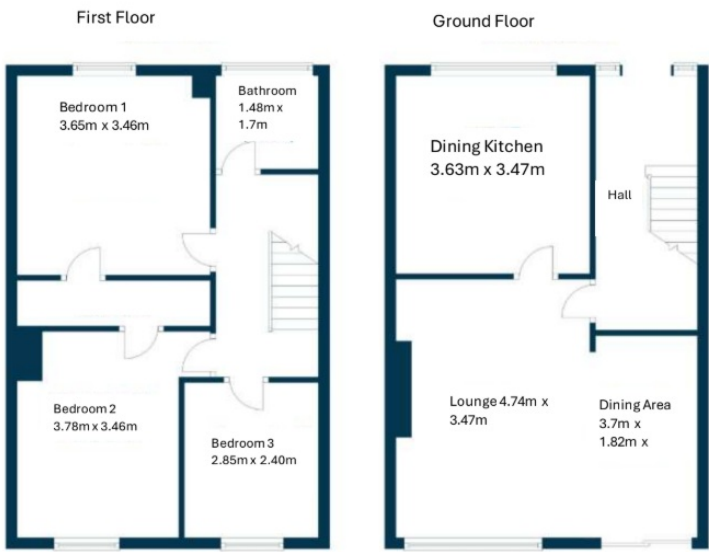 First Floor
Ground Floor
Bedroom 1
3.65m x 3.46m
Bathroom
1.48m x
1.7m
Dining Kitchen
3.63m x 3.47m
Hall
Bedroom 2
3.78m x 3.46m
Bedroom 3
2.85m x 2.40m
Lounge 4.74m x
3.47m
Dining Area
3.7m x
1.82m x